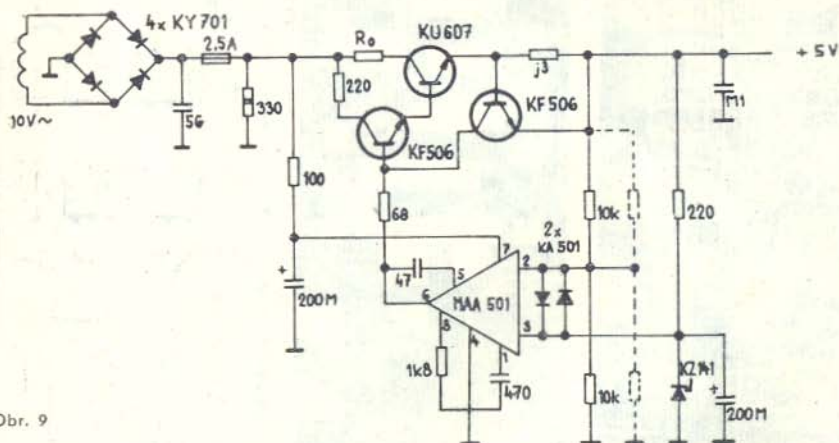 4x KY701
2,5A
R₀
KU607
j3
+5V
220
KF506
M1
330
5G
10V~
KF506
100
68
10k
220
2x
KA501
47
5
7
2
6
MAA 501
200M
8
4
1
3
1k8
470
10k
KZ141
200M
Obr. 9